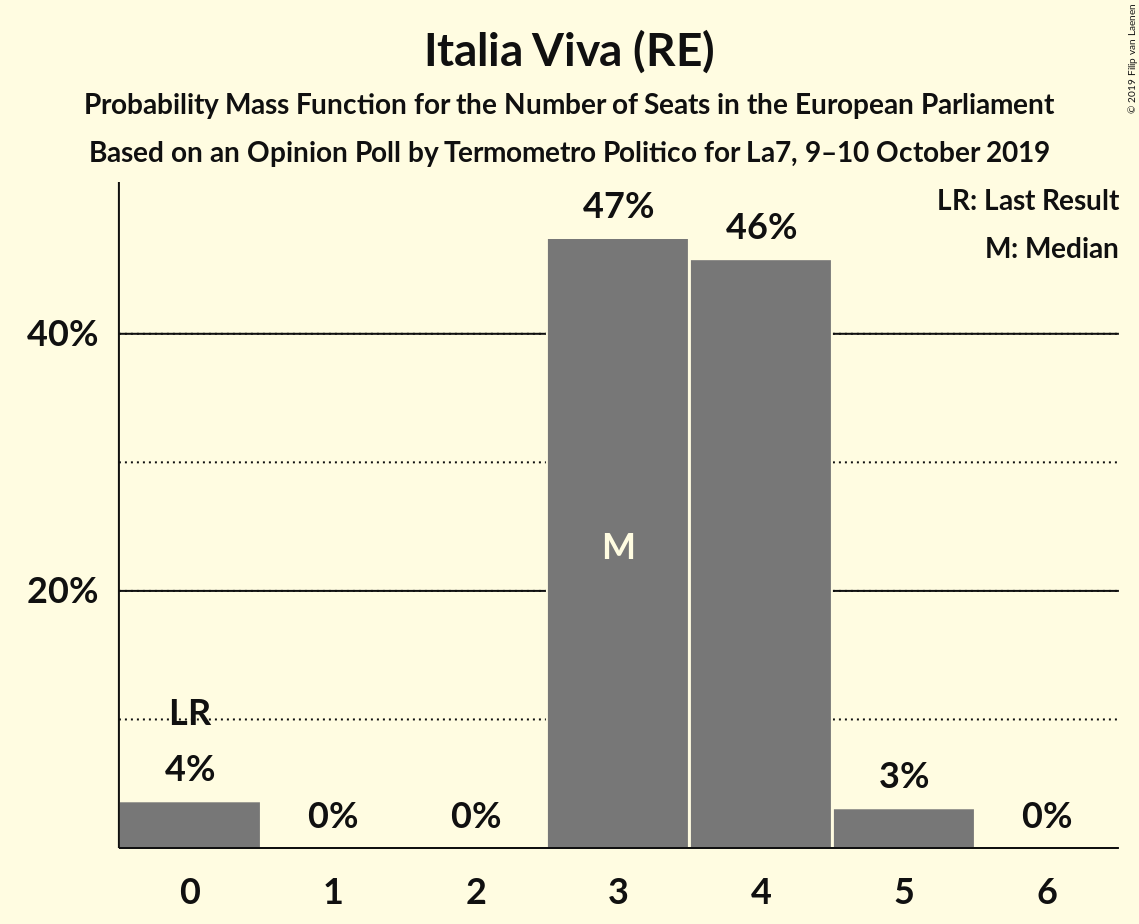 Italia Viva (RE)
Probability Mass Function for the Number of Seats in the European Parliament
Based on an Opinion Poll by Termometro Politico for La7, 9–10 October 2019
© 2019 Filip van Laenen
LR: Last Result
M: Median
47%
46%
40%
M
20%
LR
4%
0%
0%
3%
0%
0 1 2 3 4 5 6